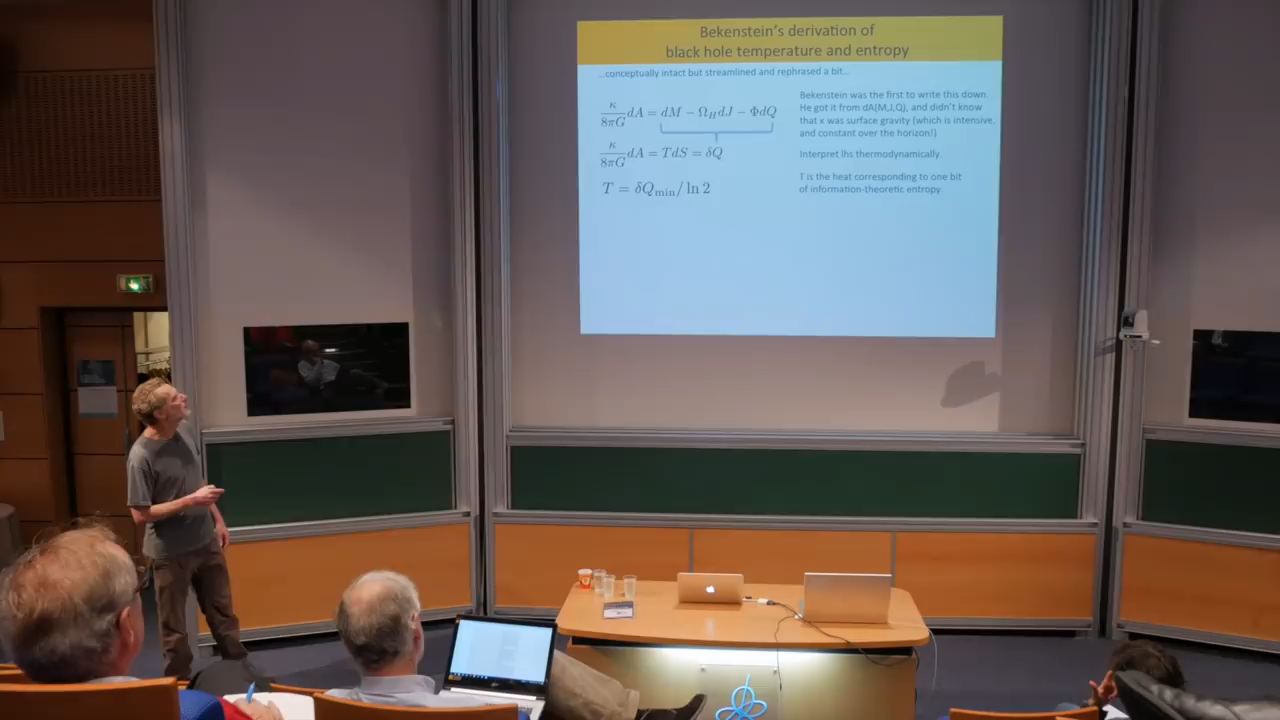 Bekenstein's derivation of
black hole temperature and entropy
...conceptually intact but streamlined and rephrased a bit...
κ/8πG dA = dM − Ω_H dJ − ΦdQ
Bekenstein was the first to write this down.
He got it from dA(M,J,Q), and didn't know
that κ was surface gravity (which is intensive,
and constant over the horizon!)
κ/8πG dA = TdS = δQ
Interpret lhs thermodynamically.
T = δQ_min/ ln 2
T is the heat corresponding to one bit
of information-theoretic entropy.